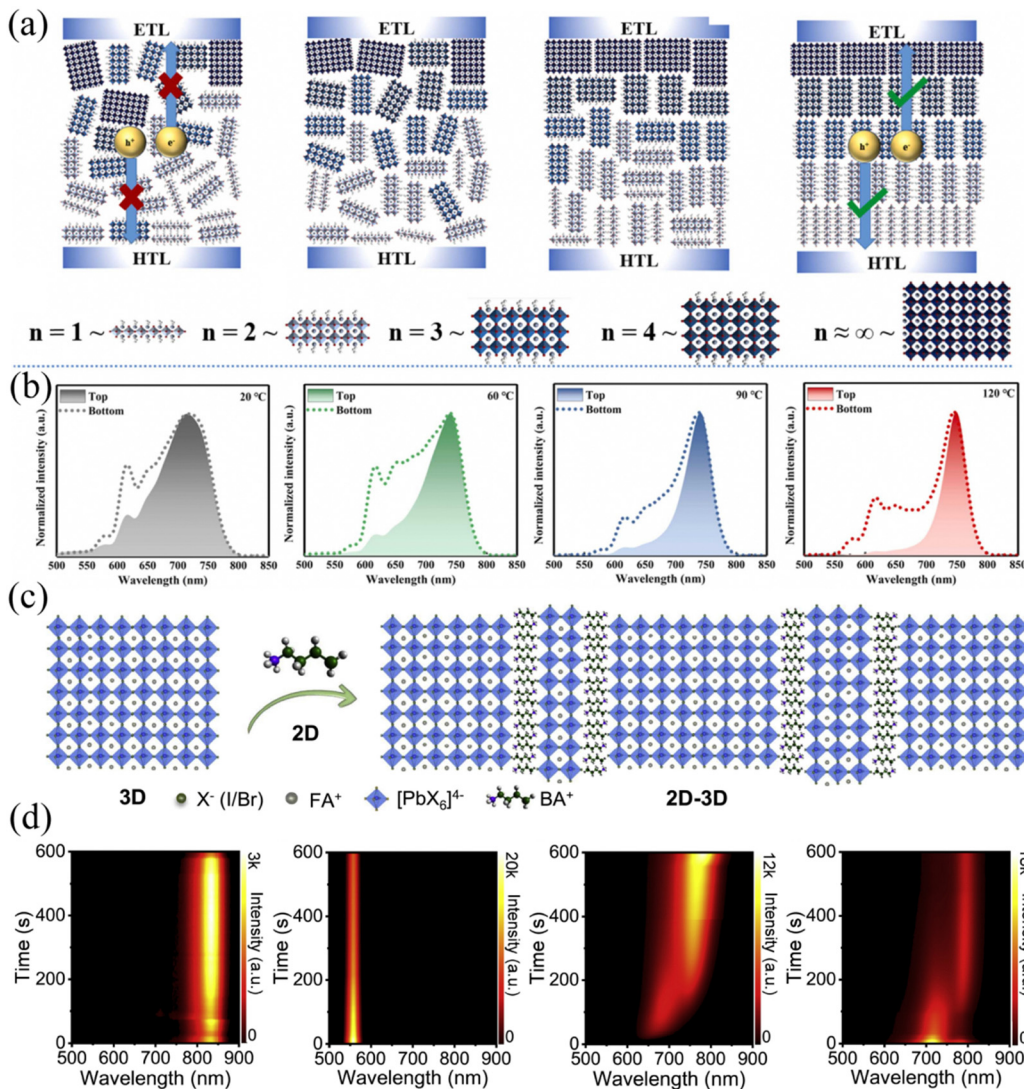 (a)
ETL ETL ETL ETL
h⁺ e⁻ h⁺ e⁻
HTL HTL HTL HTL
n = 1 ~ n = 2 ~ n = 3 ~ n = 4 ~ n ≈ ∞ ~
(b)
Top 20 °C Top 60 °C Top 90 °C Top 120 °C
Bottom Bottom Bottom Bottom
Normalized intensity (a.u.) Normalized intensity (a.u.) Normalized intensity (a.u.) Normalized intensity (a.u.)
500 550 600 650 700 750 800 850 500 550 600 650 700 750 800 850 500 550 600 650 700 750 800 850 500 550 600 650 700 750 800 850
Wavelength (nm) Wavelength (nm) Wavelength (nm) Wavelength (nm)
(c)
2D
3D X⁻ (I/Br) FA⁺ [PbX₆]⁴⁻ BA⁺ 2D-3D
(d)
600 3k 600 20k 600 12k 600
400 400 400 400
Time (s) Intensity (a.u.) Time (s) Intensity (a.u.) Time (s) Intensity (a.u.) Time (s)
200 200 200 200
0 0 0 0 0 0 0 0
500 600 700 800 900 500 600 700 800 900 500 600 700 800 900 500 600 700 800 900
Wavelength (nm) Wavelength (nm) Wavelength (nm) Wavelength (nm)